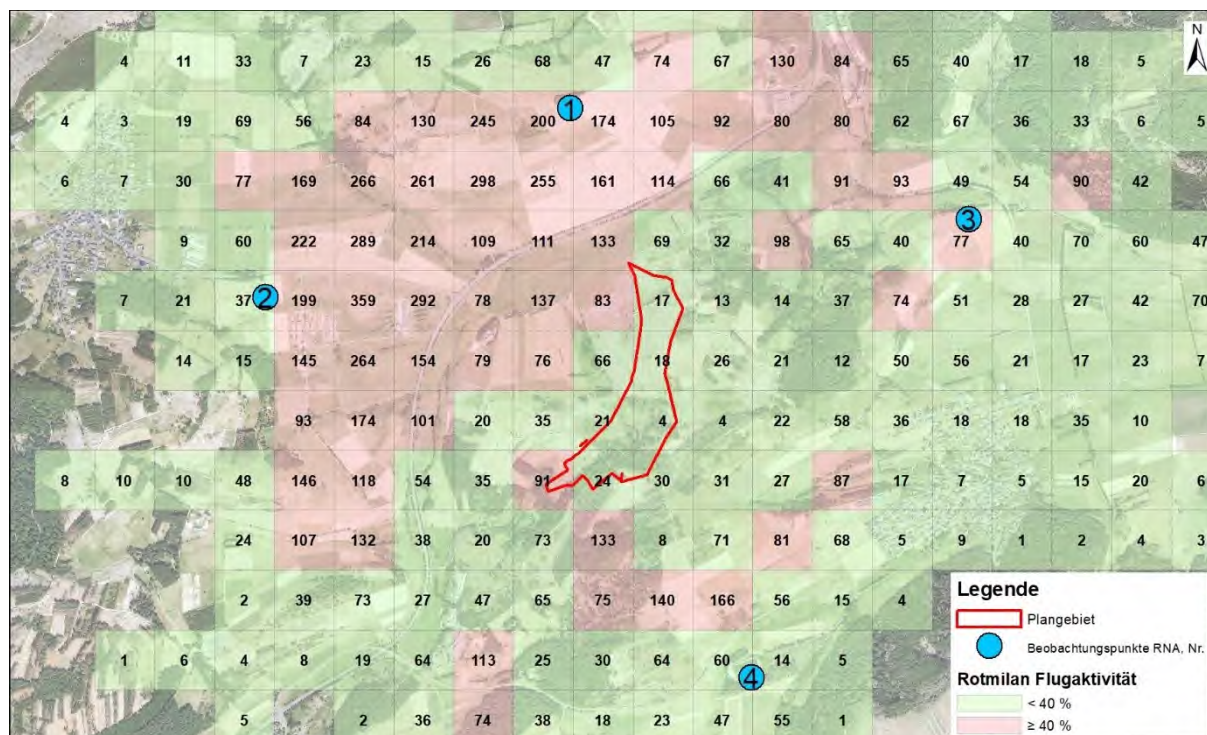 4 11 33 7 23 15 26 68 47 74 67 130 84 65 40 17 18 5
N
4 3 19 69 56 84 130 245 200 1 174 105 92 80 80 62 67 36 33 6 5
6 7 30 77 169 266 261 298 255 161 114 66 41 91 93 49 54 90 42
9 60 222 289 214 109 111 133 69 32 98 65 40 3 77 40 70 60 47
7 21 37 2 199 359 292 78 137 83 17 13 14 37 74 51 28 27 42 70
14 15 145 264 154 79 76 66 18 26 21 12 50 56 21 17 23 7
93 174 101 20 35 21 4 4 22 58 36 18 18 35 10
8 10 10 48 146 118 54 35 91 24 30 31 27 87 17 7 5 15 20 6
24 107 132 38 20 73 133 8 71 81 68 5 9 1 2 4 3
2 39 73 27 47 65 75 140 166 56 15 4
1 6 4 8 19 64 113 25 30 64 60 4 14 5
5 2 36 74 38 18 23 47 55 1
Legende
Plangebiet
Beobachtungspunkte RNA, Nr.
Rotmilan Flugaktivität
< 40 %
≥ 40 %